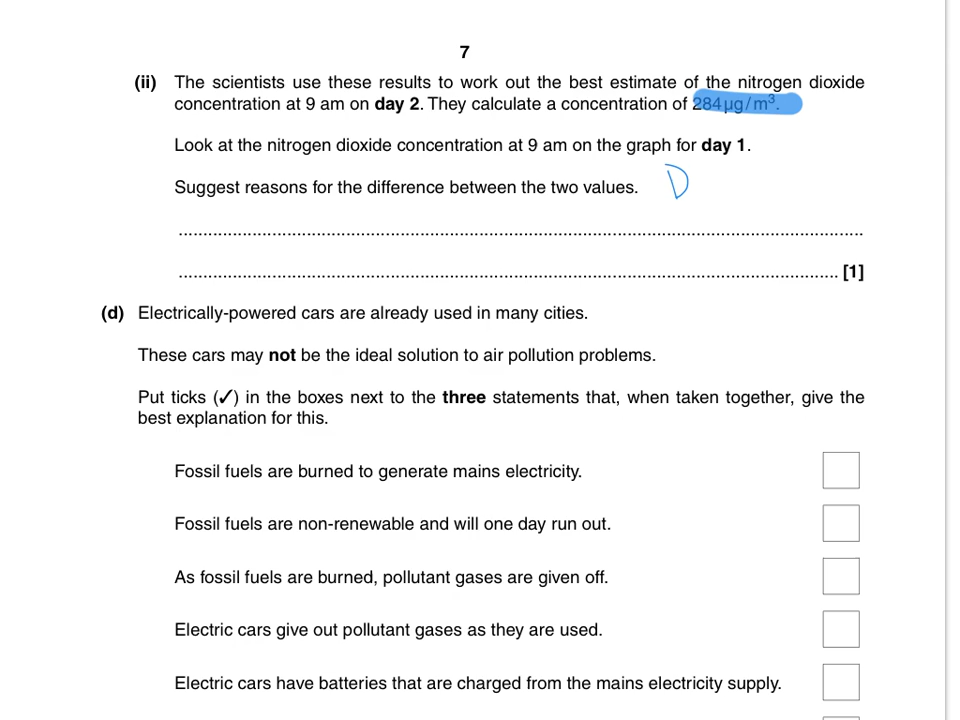 7
(ii) The scientists use these results to work out the best estimate of the nitrogen dioxide
concentration at 9 am on day 2. They calculate a concentration of 284 µg/m³.
Look at the nitrogen dioxide concentration at 9 am on the graph for day 1.
Suggest reasons for the difference between the two values. D
.......................................................................................................................................
.................................................................................................................................... [1]
(d) Electrically-powered cars are already used in many cities.
These cars may not be the ideal solution to air pollution problems.
Put ticks (✓) in the boxes next to the three statements that, when taken together, give the
best explanation for this.
Fossil fuels are burned to generate mains electricity.
Fossil fuels are non-renewable and will one day run out.
As fossil fuels are burned, pollutant gases are given off.
Electric cars give out pollutant gases as they are used.
Electric cars have batteries that are charged from the mains electricity supply.